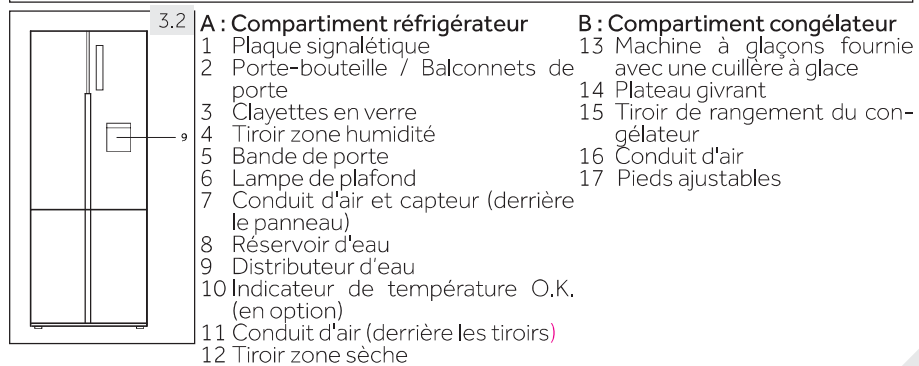 3.2
9
A : Compartiment réfrigérateur
1 Plaque signalétique
2 Porte-bouteille / Balconnets de
porte
3 Clayettes en verre
4 Tiroir zone humidité
5 Bande de porte
6 Lampe de plafond
7 Conduit d'air et capteur (derrière
le panneau)
8 Réservoir d'eau
9 Distributeur d'eau
10 Indicateur de température O.K.
(en option)
11 Conduit d'air (derrière les tiroirs)
12 Tiroir zone sèche
B : Compartiment congélateur
13 Machine à glaçons fournie
avec une cuillère à glace
14 Plateau givrant
15 Tiroir de rangement du con-
gélateur
16 Conduit d'air
17 Pieds ajustables